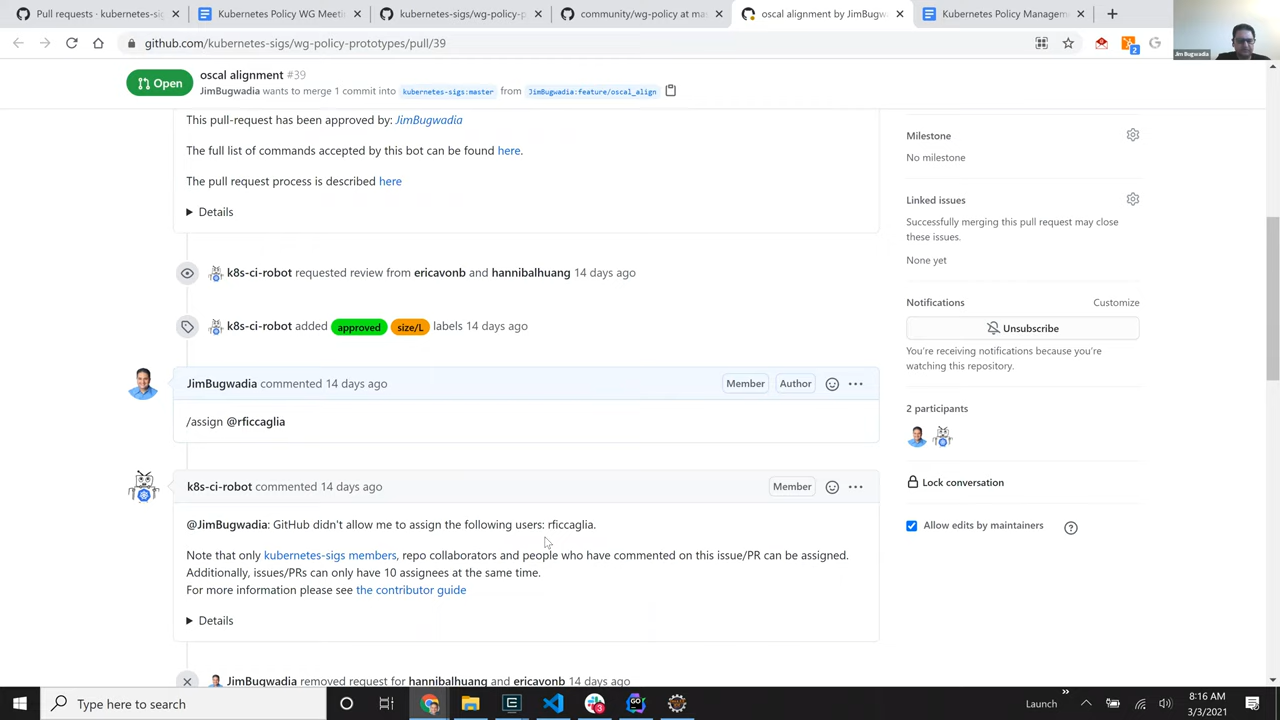 Pull requests · kubernetes-sig
Kubernetes Policy WG Meeti
kubernetes-sigs/wg-policy-p
community/wg-policy at mas
oscal alignment by JimBugw
Kubernetes Policy Managem
github.com/kubernetes-sigs/wg-policy-prototypes/pull/39
2
Jim Bugwadia
Open
oscal alignment #39
JimBugwadia wants to merge 1 commit into kubernetes-sigs:master from JimBugwadia:feature/oscal_align
This pull-request has been approved by: JimBugwadia
The full list of commands accepted by this bot can be found here.
The pull request process is described here
Details
k8s-ci-robot requested review from ericavonb and hannibalhuang 14 days ago
k8s-ci-robot added approved size/L labels 14 days ago
JimBugwadia commented 14 days ago
Member
Author
/assign @rficcaglia
k8s-ci-robot commented 14 days ago
Member
@JimBugwadia: GitHub didn't allow me to assign the following users: rficcaglia.
Note that only kubernetes-sigs members, repo collaborators and people who have commented on this issue/PR can be assigned.
Additionally, issues/PRs can only have 10 assignees at the same time.
For more information please see the contributor guide
Details
JimBugwadia removed request for hannibalhuang and ericavonb 14 days ago
Milestone
No milestone
Linked issues
Successfully merging this pull request may close
these issues.
None yet
Notifications
Customize
Unsubscribe
You're receiving notifications because you're
watching this repository.
2 participants
Lock conversation
Allow edits by maintainers
Type here to search
3
GO
Launch
8:16 AM
3/3/2021